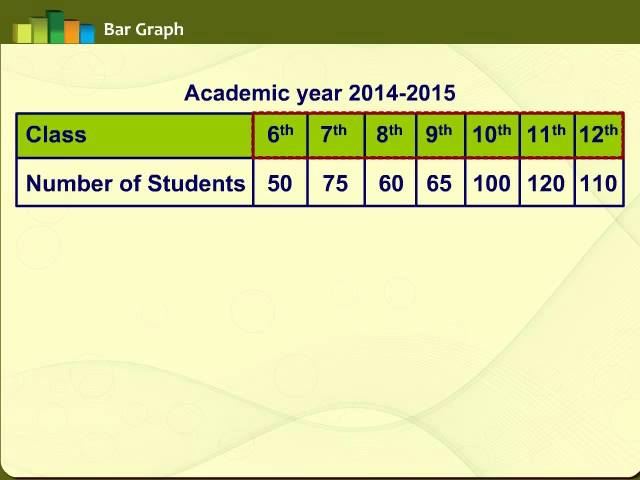 Bar Graph
Academic year 2014-2015
Class 6th 7th 8th 9th 10th 11th 12th
Number of Students 50 75 60 65 100 120 110